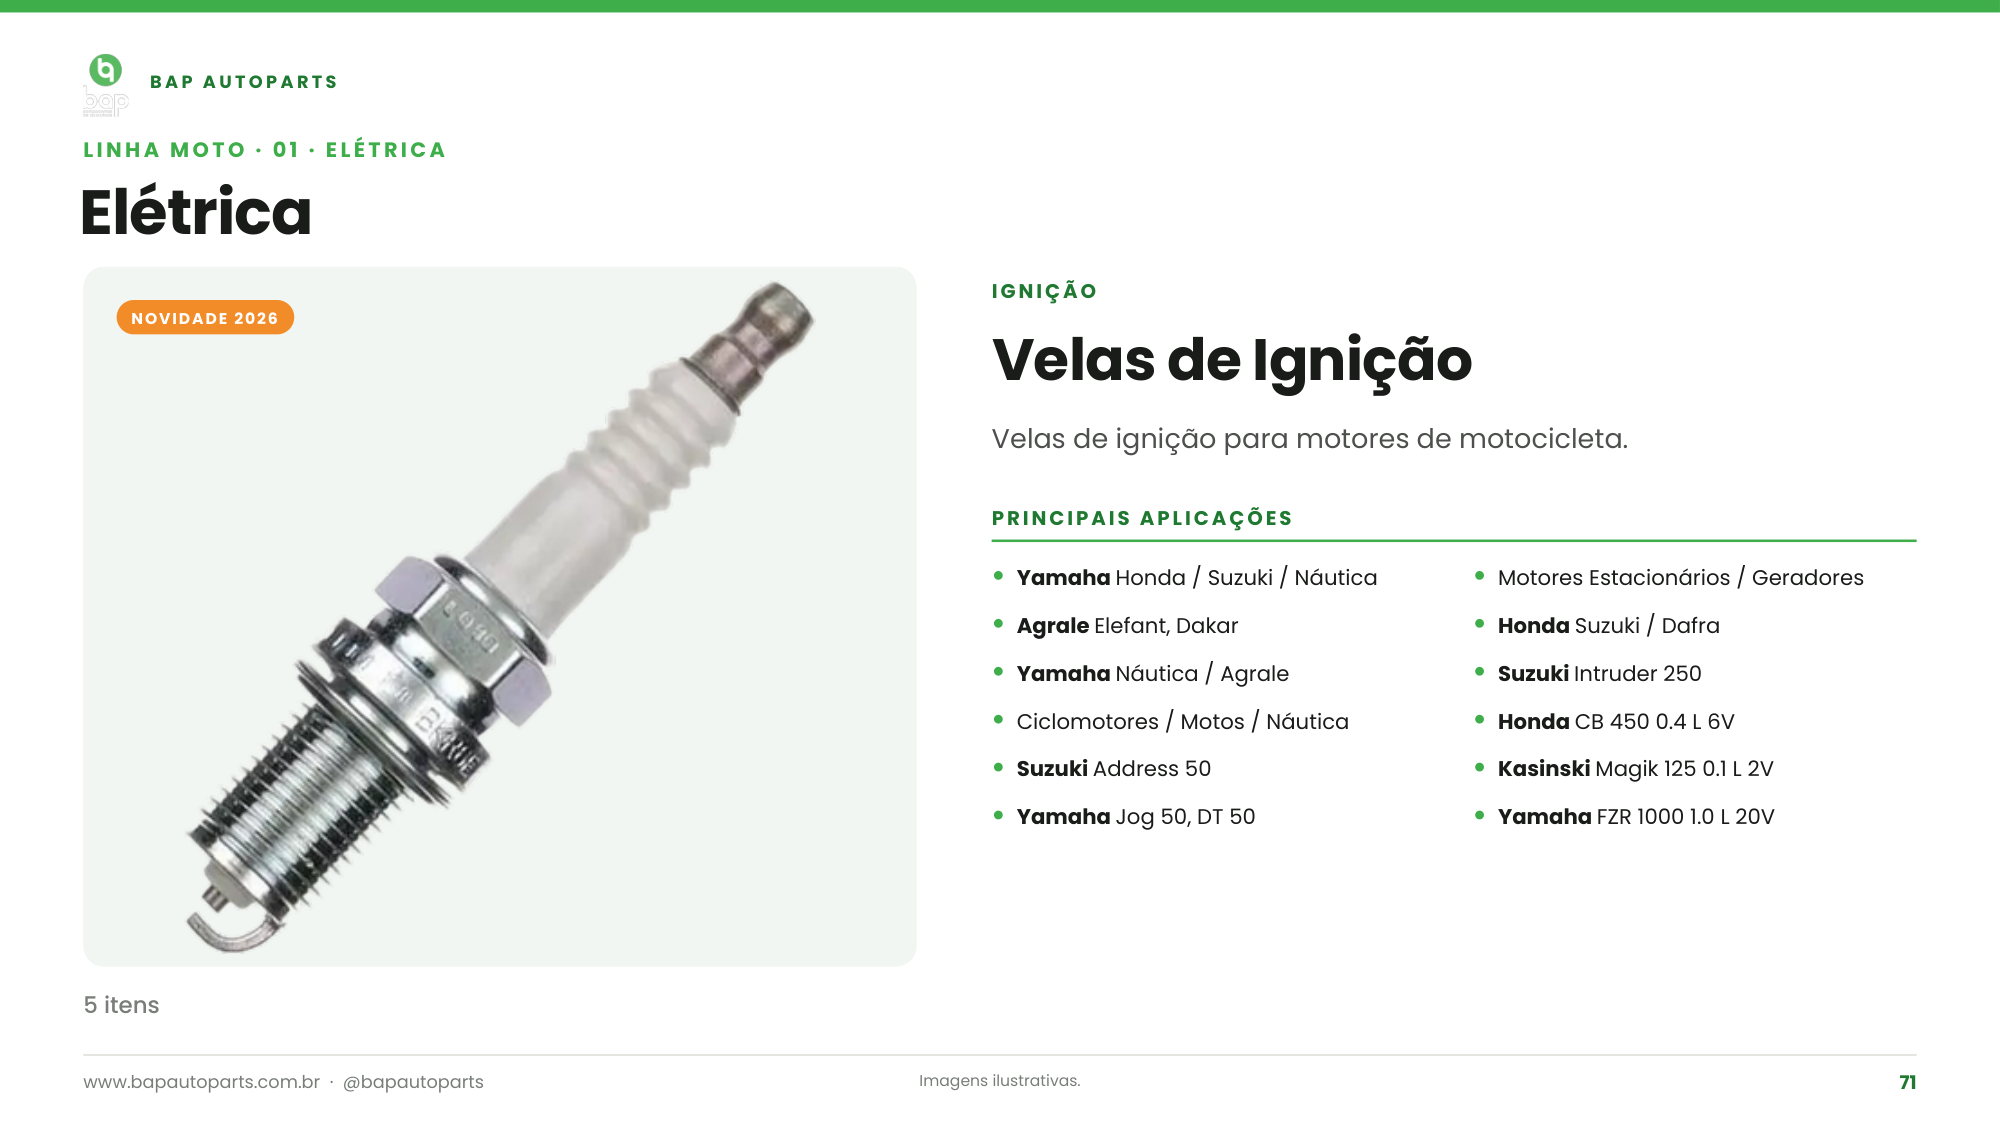 bap
BAP AUTOPARTS
LINHA MOTO · 01 · ELÉTRICA
Elétrica
NOVIDADE 2026
IGNIÇÃO
Velas de Ignição
Velas de ignição para motores de motocicleta.
PRINCIPAIS APLICAÇÕES
• Yamaha Honda / Suzuki / Náutica
• Agrale Elefant, Dakar
• Yamaha Náutica / Agrale
• Ciclomotores / Motos / Náutica
• Suzuki Address 50
• Yamaha Jog 50, DT 50
• Motores Estacionários / Geradores
• Honda Suzuki / Dafra
• Suzuki Intruder 250
• Honda CB 450 0.4 L 6V
• Kasinski Magik 125 0.1 L 2V
• Yamaha FZR 1000 1.0 L 20V
5 itens
www.bapautoparts.com.br · @bapautoparts
Imagens ilustrativas.
71